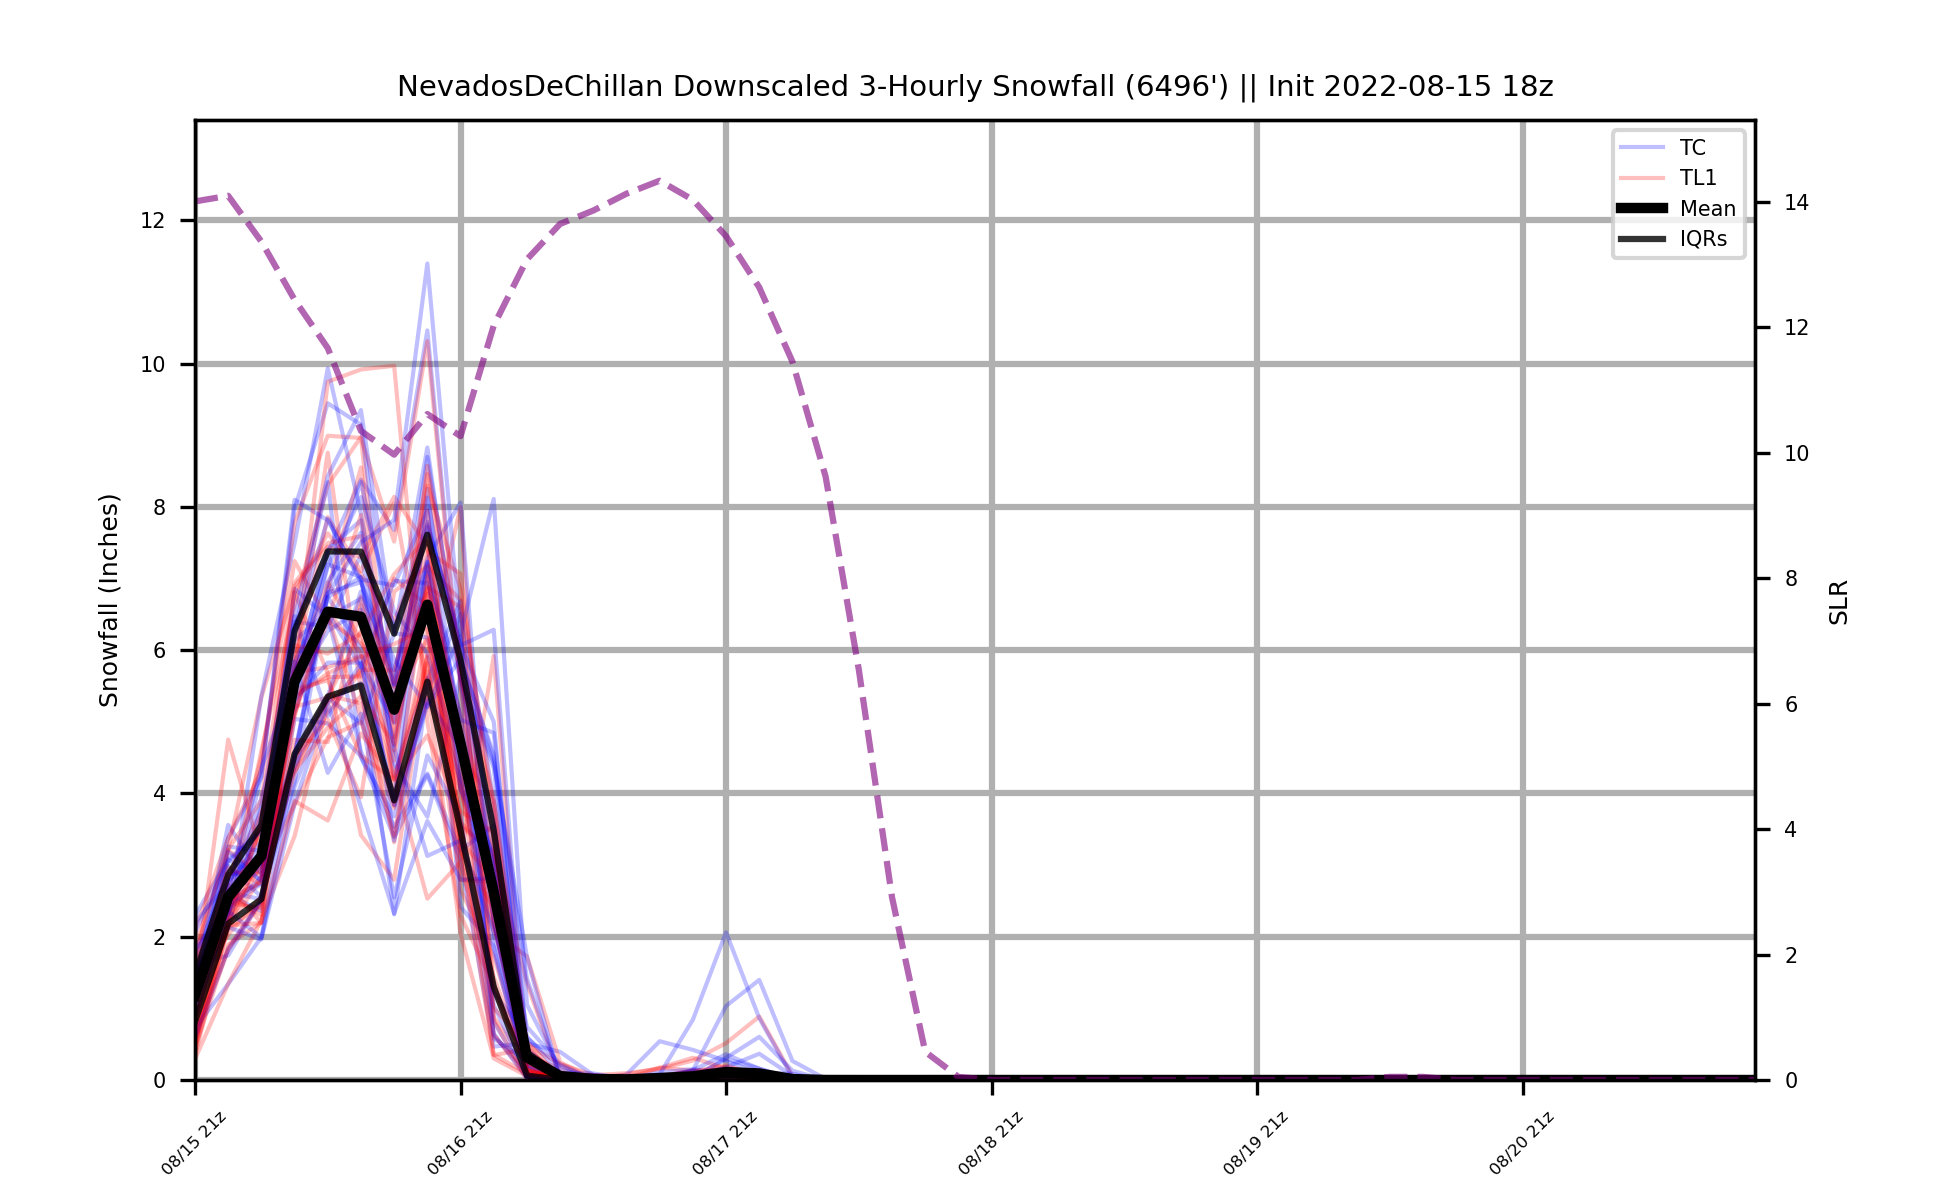 NevadosDeChillan Downscaled 3-Hourly Snowfall (6496') || Init 2022-08-15 18z
TC
TL1
Mean
IQRs
Snowfall (Inches)
12
10
8
6
4
2
0
SLR
14
12
10
8
6
4
2
0
08/15 21z
08/16 21z
08/17 21z
08/18 21z
08/19 21z
08/20 21z